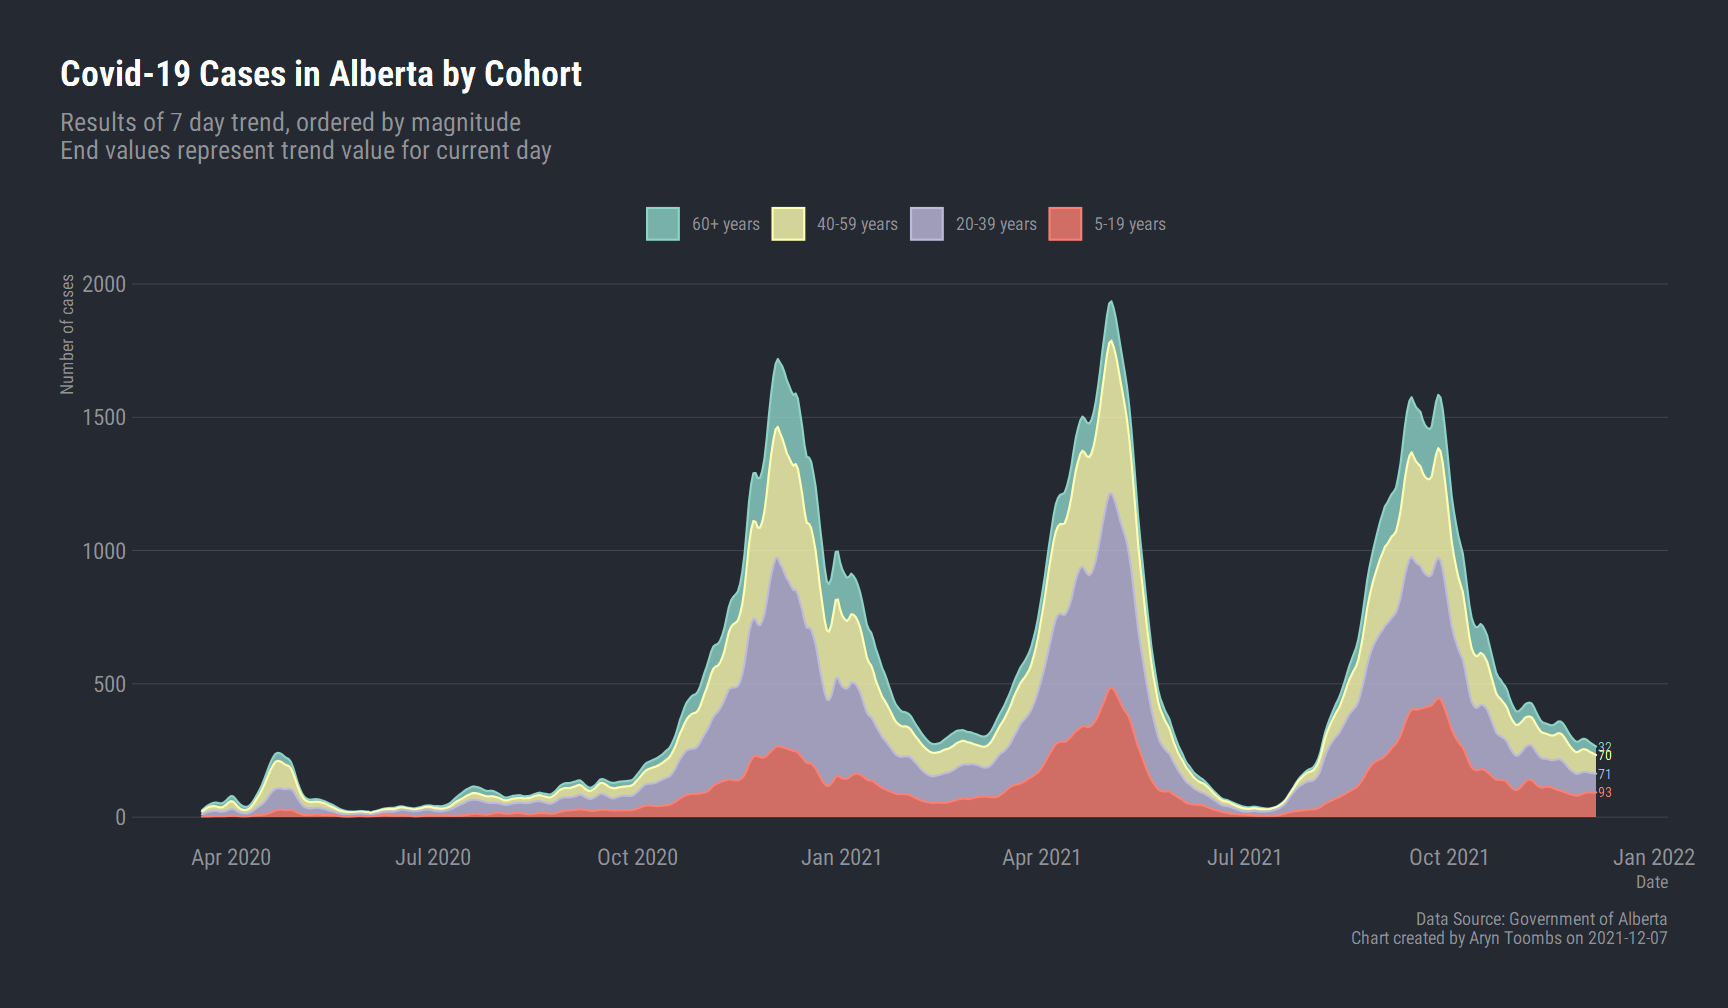 Covid-19 Cases in Alberta by Cohort
Results of 7 day trend, ordered by magnitude
End values represent trend value for current day
60+ years
40-59 years
20-39 years
5-19 years
Number of cases
2000
1500
1000
500
0
32
70
71
93
Apr 2020
Jul 2020
Oct 2020
Jan 2021
Apr 2021
Jul 2021
Oct 2021
Jan 2022
Date
Data Source: Government of Alberta
Chart created by Aryn Toombs on 2021-12-07